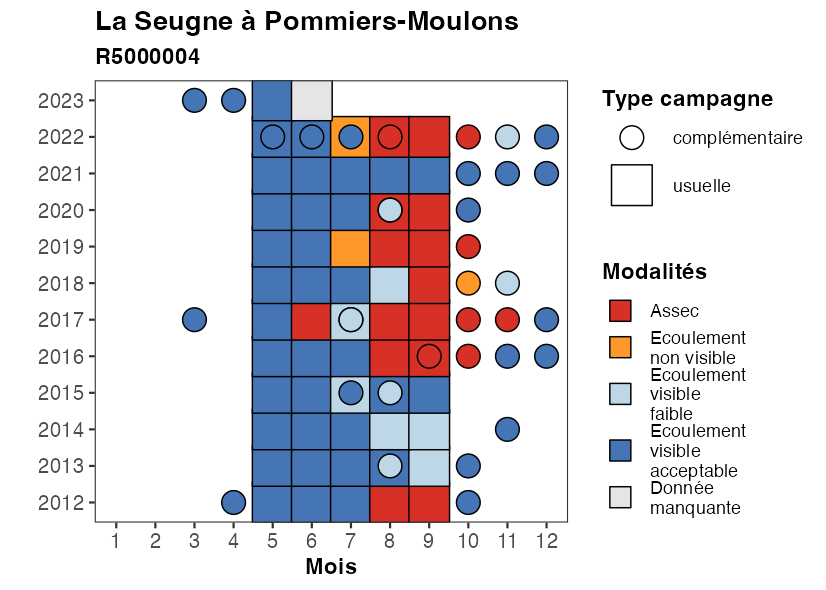 La Seugne à Pommiers-Moulons
R5000004
2023
2022
2021
2020
2019
2018
2017
2016
2015
2014
2013
2012
1 2 3 4 5 6 7 8 9 10 11 12
Mois
Type campagne
complémentaire
usuelle
Modalités
Assec
Ecoulement
non visible
Ecoulement
visible
faible
Ecoulement
visible
acceptable
Donnée
manquante